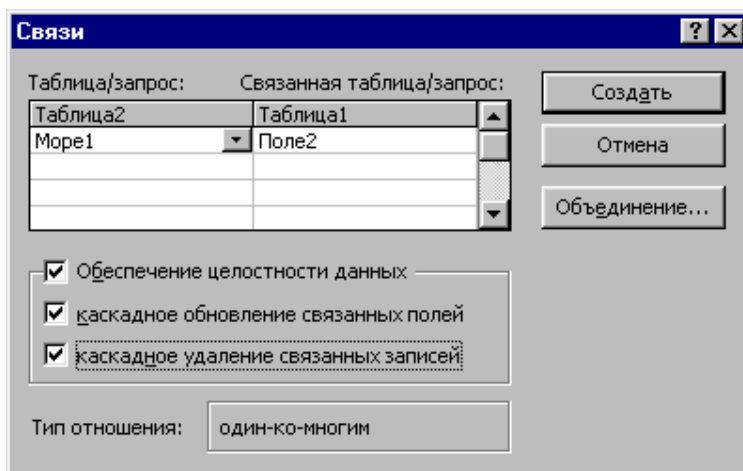 Связи
Таблица/запрос: Связанная таблица/запрос:
Таблица2 Таблица1
Море1 Поле2
Создать
Отмена
Объединение...
Обеспечение целостности данных
каскадное обновление связанных полей
каскадное удаление связанных записей
Тип отношения: один-ко-многим